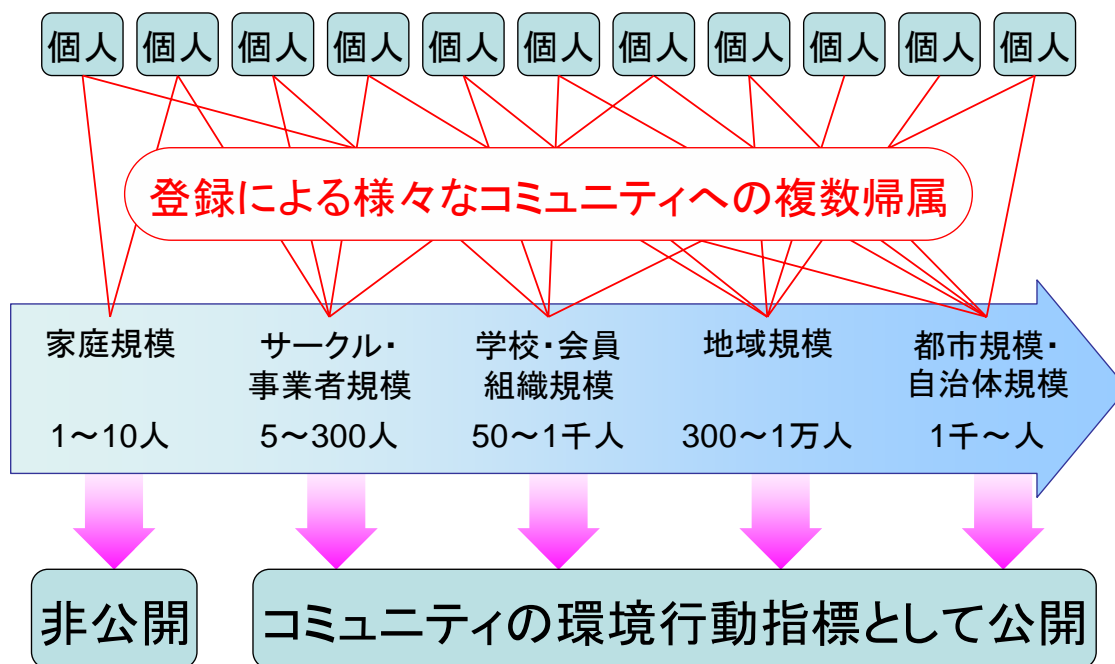 個人 個人 個人 個人 個人 個人 個人 個人 個人 個人 個人
登録による様々なコミュニティへの複数帰属
家庭規模
1～10人
サークル・
事業者規模
5～300人
学校・会員
組織規模
50～1千人
地域規模
300～1万人
都市規模・
自治体規模
1千～人
非公開
コミュニティの環境行動指標として公開